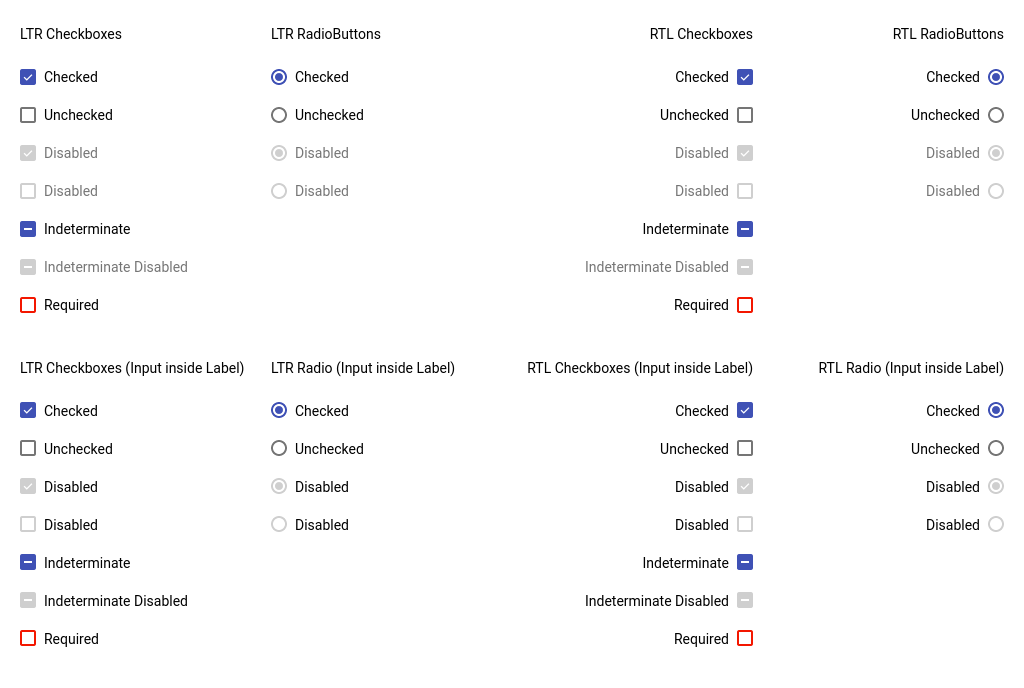 LTR Checkboxes
Checked
Unchecked
Disabled
Disabled
Indeterminate
Indeterminate Disabled
Required
LTR RadioButtons
Checked
Unchecked
Disabled
Disabled
RTL Checkboxes
Checked
Unchecked
Disabled
Disabled
Indeterminate
Indeterminate Disabled
Required
RTL RadioButtons
Checked
Unchecked
Disabled
Disabled
LTR Checkboxes (Input inside Label)
Checked
Unchecked
Disabled
Disabled
Indeterminate
Indeterminate Disabled
Required
LTR Radio (Input inside Label)
Checked
Unchecked
Disabled
Disabled
RTL Checkboxes (Input inside Label)
Checked
Unchecked
Disabled
Disabled
Indeterminate
Indeterminate Disabled
Required
RTL Radio (Input inside Label)
Checked
Unchecked
Disabled
Disabled